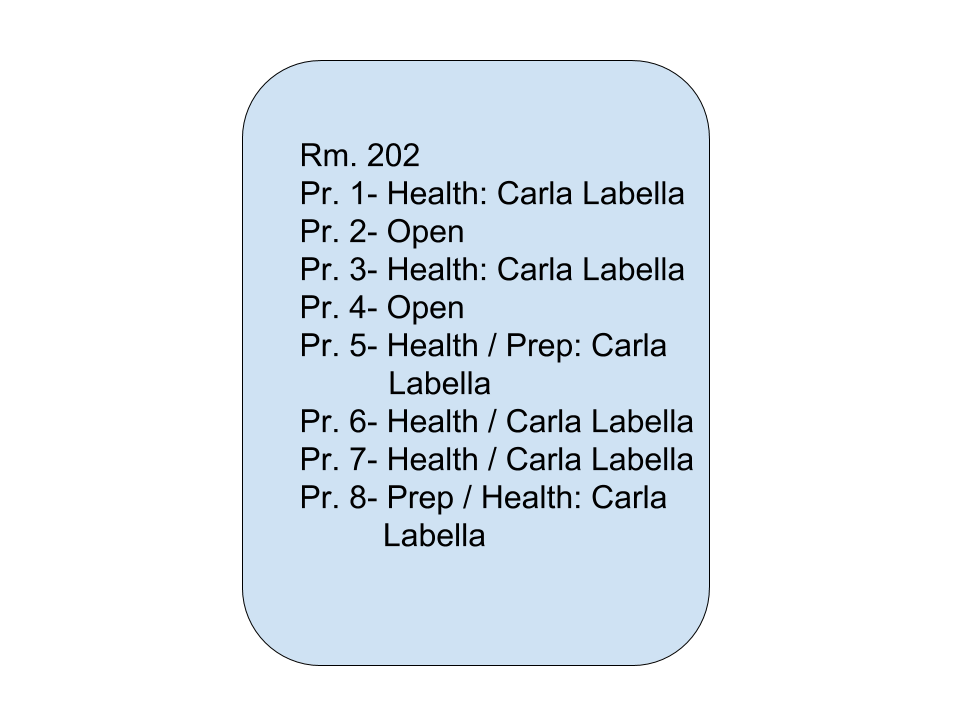 Rm. 202
Pr. 1- Health: Carla Labella
Pr. 2- Open
Pr. 3- Health: Carla Labella
Pr. 4- Open
Pr. 5- Health / Prep: Carla
Labella
Pr. 6- Health / Carla Labella
Pr. 7- Health / Carla Labella
Pr. 8- Prep / Health: Carla
Labella